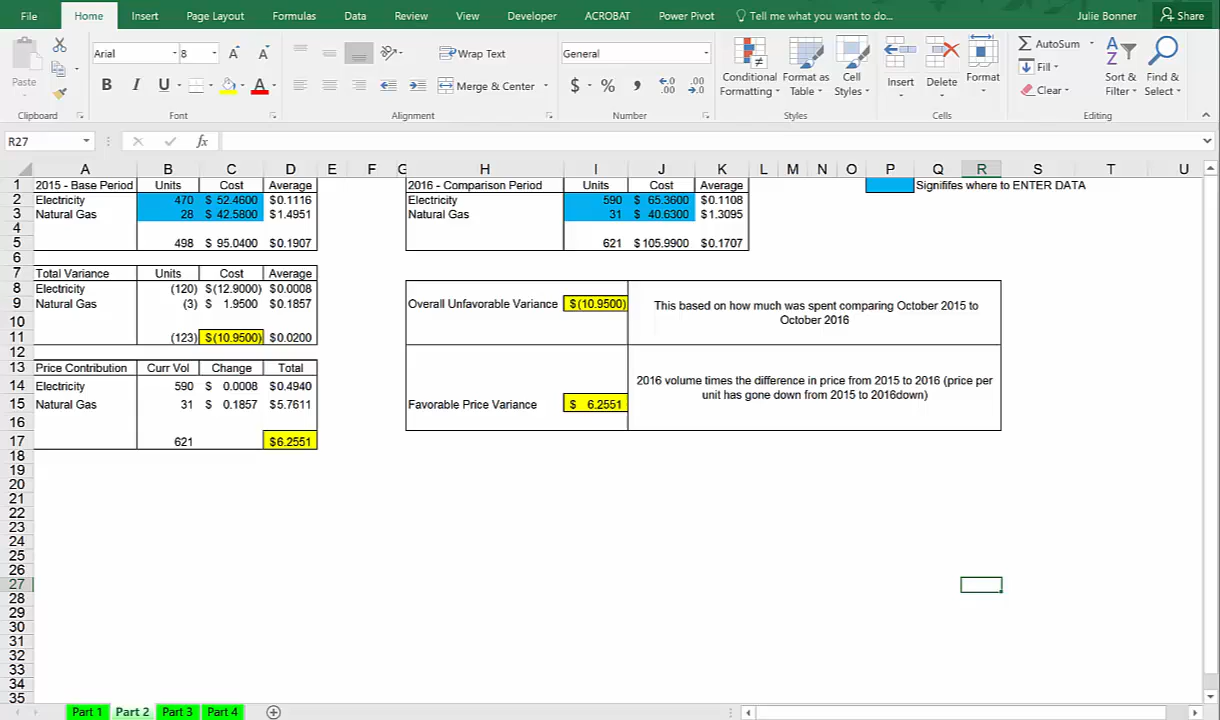 File Home Insert Page Layout Formulas Data Review View Developer ACROBAT Power Pivot Tell me what you want to do... Julie Bonner Share
Arial 8 A A Wrap Text General Conditional Formatting Format as Table Cell Styles Insert Delete Format AutoSum Fill Clear Sort & Filter Find & Select
Paste B I U A Merge & Center $ % , .00 .0
Clipboard Font Alignment Number Styles Cells Editing
R27 fx
A B C D E F G H I J K L M N O P Q R S T U
1 2015 - Base Period Units Cost Average 2016 - Comparison Period Units Cost Average Signififes where to ENTER DATA
2 Electricity 470 $ 52.4600 $0.1116 Electricity 590 $ 65.3600 $0.1108
3 Natural Gas 28 $ 42.5800 $1.4951 Natural Gas 31 $ 40.6300 $1.3095
4
5 498 $ 95.0400 $0.1907 621 $105.9900 $0.1707
6
7 Total Variance Units Cost Average
8 Electricity (120) $(12.9000) $0.0008
9 Natural Gas (3) $ 1.9500 $0.1857 Overall Unfavorable Variance $(10.9500) This based on how much was spent comparing October 2015 to
10 October 2016
11 (123) $(10.9500) $0.0200
12
13 Price Contribution Curr Vol Change Total
14 Electricity 590 $ 0.0008 $0.4940 2016 volume times the difference in price from 2015 to 2016 (price per
15 Natural Gas 31 $ 0.1857 $5.7611 Favorable Price Variance $ 6.2551 unit has gone down from 2015 to 2016down)
16
17 621 $6.2551
18
19
20
21
22
23
24
25
26
27
28
29
30
31
32
33
34
35
Part 1 Part 2 Part 3 Part 4